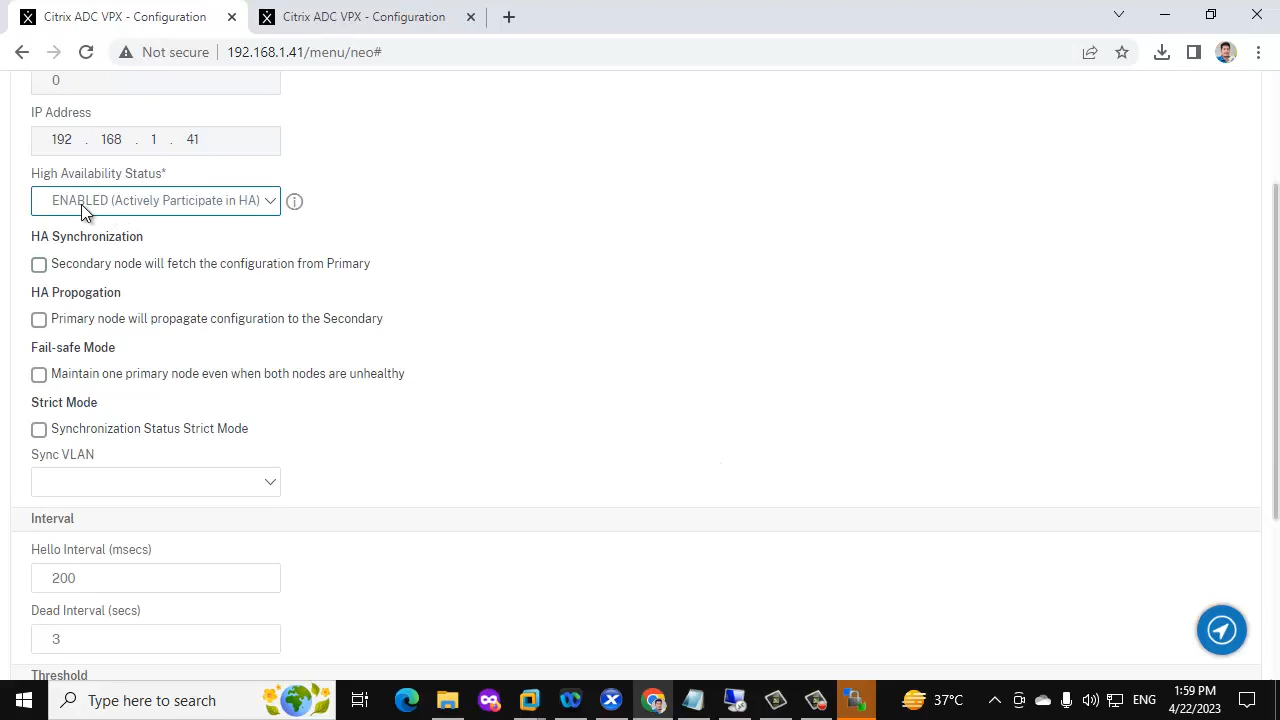 Citrix ADC VPX - Configuration
Citrix ADC VPX - Configuration
Not secure
192.168.1.41/menu/neo#
0
IP Address
192 . 168 . 1 . 41
High Availability Status*
ENABLED (Actively Participate in HA)
HA Synchronization
Secondary node will fetch the configuration from Primary
HA Propogation
Primary node will propagate configuration to the Secondary
Fail-safe Mode
Maintain one primary node even when both nodes are unhealthy
Strict Mode
Synchronization Status Strict Mode
Sync VLAN
Interval
Hello Interval (msecs)
200
Dead Interval (secs)
3
Threshold
Type here to search
37°C
ENG
1:59 PM
4/22/2023